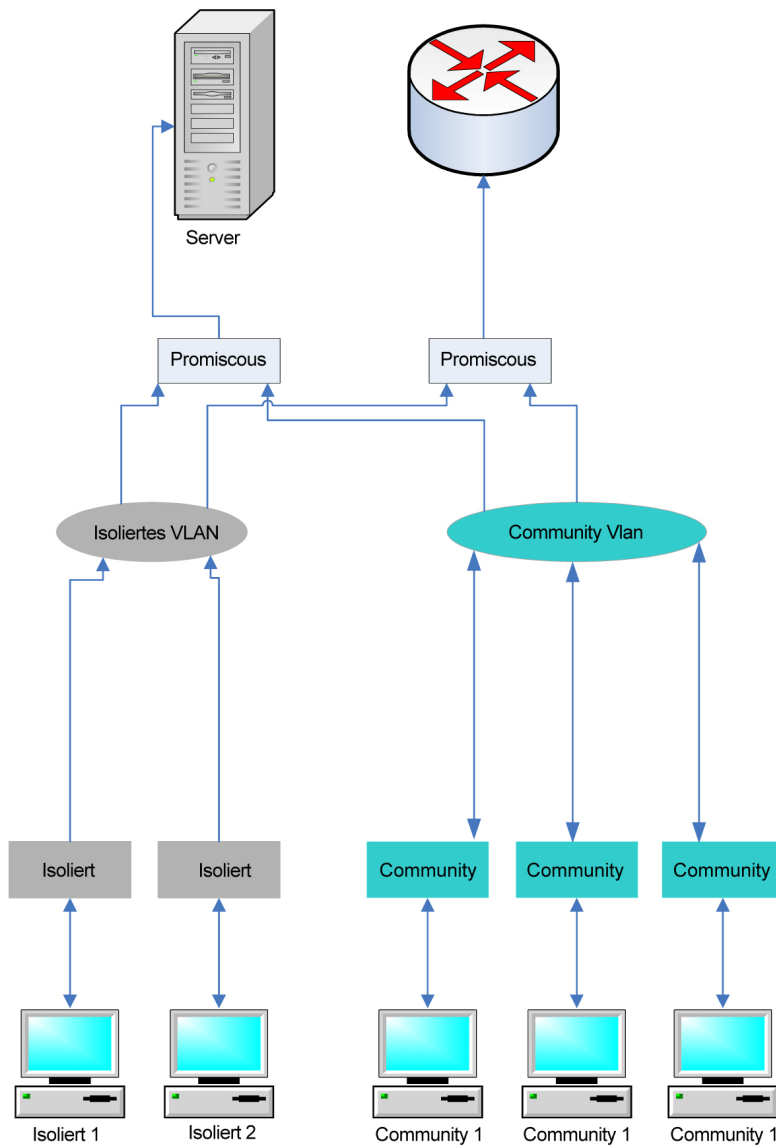 Server
Promiscous
Promiscous
Isoliertes VLAN
Community Vlan
Isoliert
Isoliert
Community
Community
Community
Isoliert 1
Isoliert 2
Community 1
Community 1
Community 1